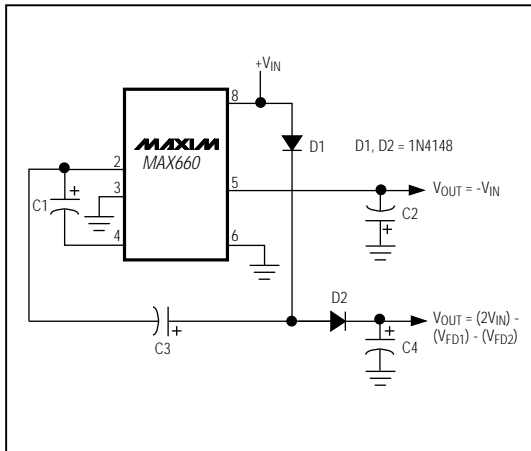 +VIN
8
MAXIM
MAX660
D1
D1, D2 = 1N4148
2
+
3
C1
4
5
6
VOUT = -VIN
C2
+
D2
C3
+
+
C4
VOUT = (2VIN) -
(VFD1) - (VFD2)